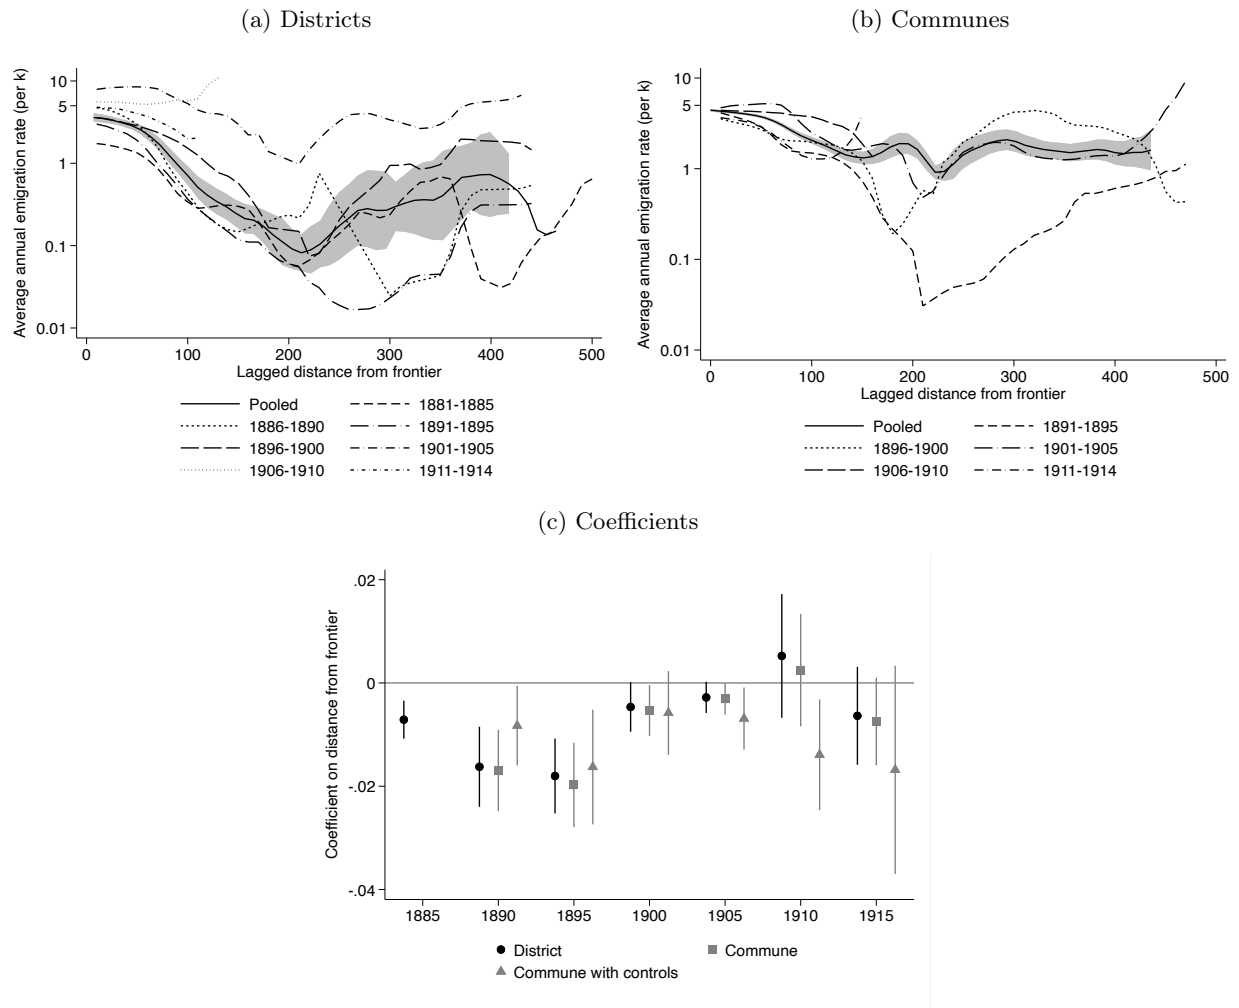 (a) Districts
Average annual emigration rate (per k)
10
5
1
0.1
0.01
0 100 200 300 400 500
Lagged distance from frontier
Pooled 1881-1885
1886-1890 1891-1895
1896-1900 1901-1905
1906-1910 1911-1914
(b) Communes
Average annual emigration rate (per k)
10
5
1
0.1
0.01
0 100 200 300 400 500
Lagged distance from frontier
Pooled 1891-1895
1896-1900 1901-1905
1906-1910 1911-1914
(c) Coefficients
Coefficient on distance from frontier
.02
0
-.02
-.04
1885 1890 1895 1900 1905 1910 1915
District Commune
Commune with controls